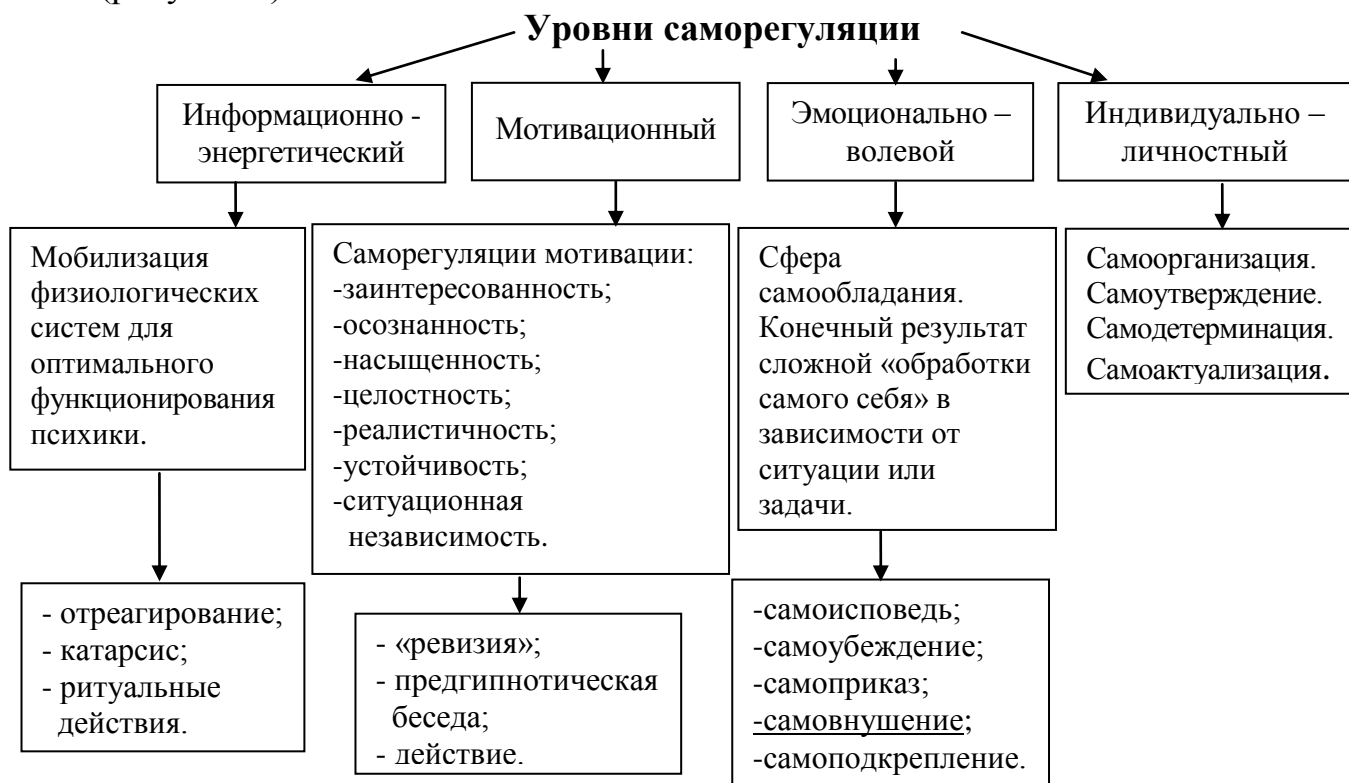 Уровни саморегуляции
Информационно -
энергетический
Мотивационный
Эмоционально –
волевой
Индивидуально –
личностный
Мобилизация
физиологических
систем для
оптимального
функционирования
психики.
Саморегуляции мотивации:
-заинтересованность;
-осознанность;
-насыщенность;
-целостность;
-реалистичность;
-устойчивость;
-ситуационная
независимость.
Сфера
самообладания.
Конечный результат
сложной «обработки
самого себя» в
зависимости от
ситуации или
задачи.
Самоорганизация.
Самоутверждение.
Самодетерминация.
Самоактуализация.
- отреагирование;
- катарсис;
- ритуальные
действия.
- «ревизия»;
- предгипнотическая
беседа;
- действие.
-самоисповедь;
-самоубеждение;
-самоприказ;
-самовнушение;
-самоподкрепление.